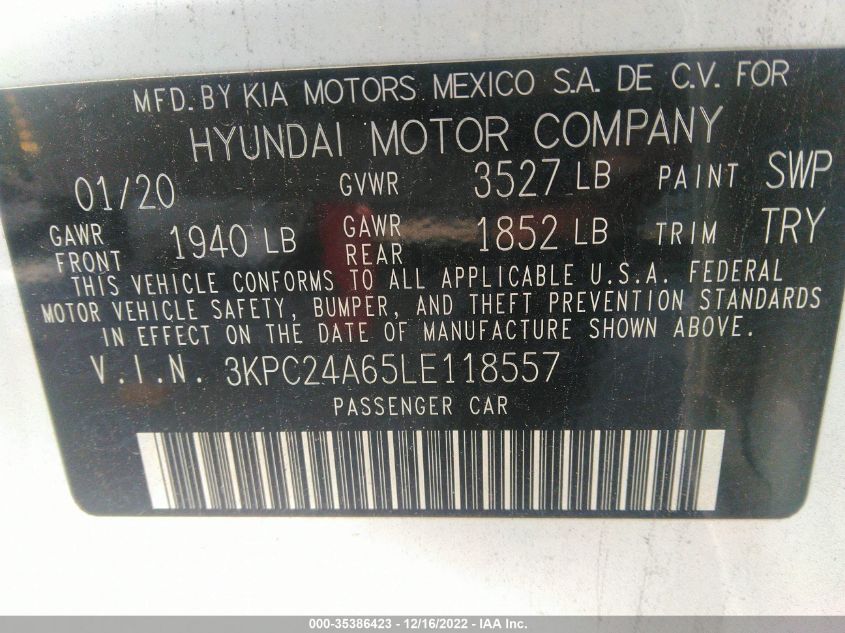 MFD. BY KIA MOTORS MEXICO S.A. DE C.V. FOR
HYUNDAI MOTOR COMPANY
01/20 GVWR 3527 LB PAINT SWP
GAWR FRONT 1940 LB GAWR REAR 1852 LB TRIM TRY
THIS VEHICLE CONFORMS TO ALL APPLICABLE U.S.A. FEDERAL
MOTOR VEHICLE SAFETY, BUMPER, AND THEFT PREVENTION STANDARDS
IN EFFECT ON THE DATE OF MANUFACTURE SHOWN ABOVE.
V.I.N. 3KPC24A65LE118557
PASSENGER CAR
000-35386423 - 12/16/2022 - IAA Inc.